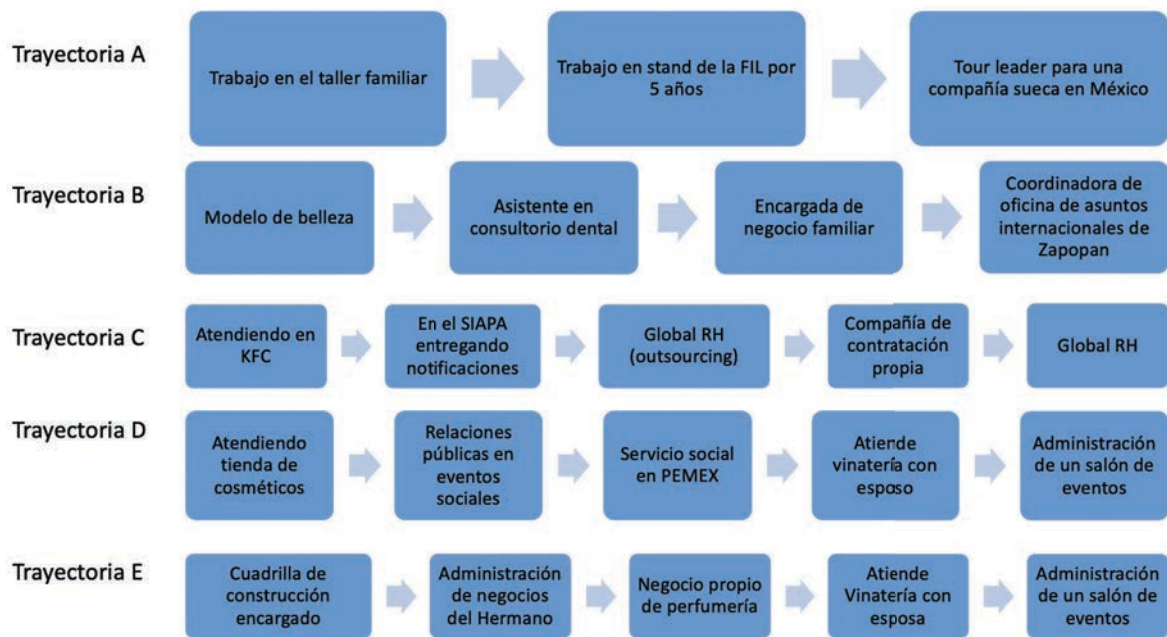 Trayectoria A
Trabajo en el taller familiar
Trabajo en stand de la FIL por
5 años
Tour leader para una
compañía sueca en México
Trayectoria B
Modelo de belleza
Asistente en
consultorio dental
Encargada de
negocio familiar
Coordinadora de
oficina de asuntos
internacionales de
Zapopan
Trayectoria C
Atendiendo en
KFC
En el SIAPA
entregando
notificaciones
Global RH
(outsourcing)
Compañía de
contratación
propia
Global RH
Trayectoria D
Atendiendo
tienda de
cosméticos
Relaciones
públicas en
eventos
sociales
Servicio social
en PEMEX
Atiende
vinatería con
esposo
Administración
de un salón de
eventos
Trayectoria E
Cuadrilla de
construcción
encargado
Administración
de negocios
del Hermano
Negocio propio
de perfumería
Atiende
Vinatería con
esposa
Administración
de un salón de
eventos